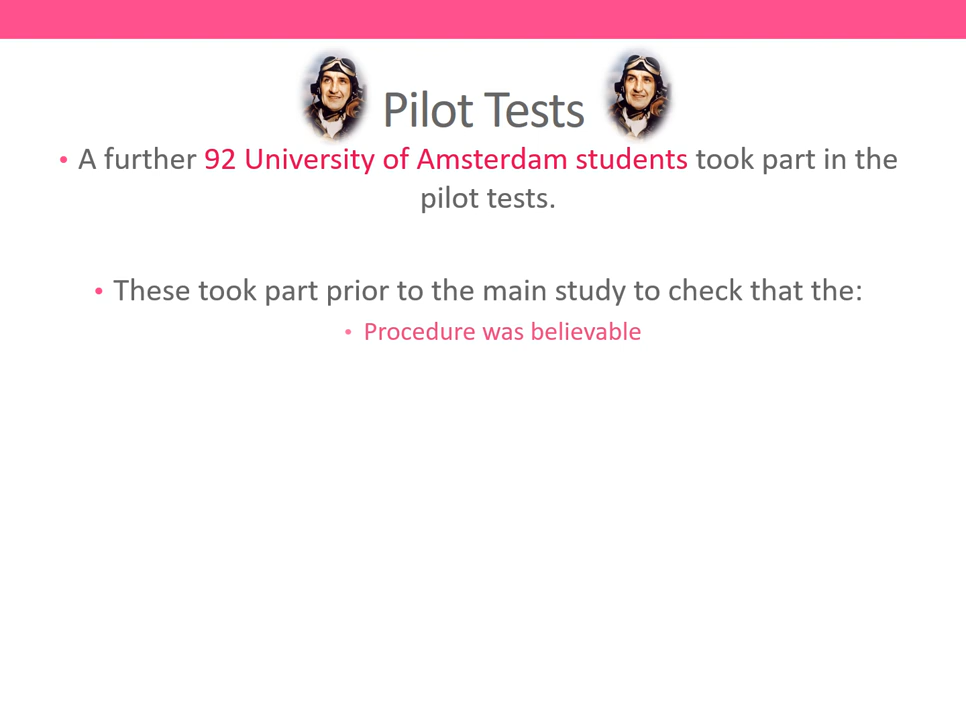 Pilot Tests
• A further 92 University of Amsterdam students took part in the
pilot tests.
• These took part prior to the main study to check that the:
• Procedure was believable